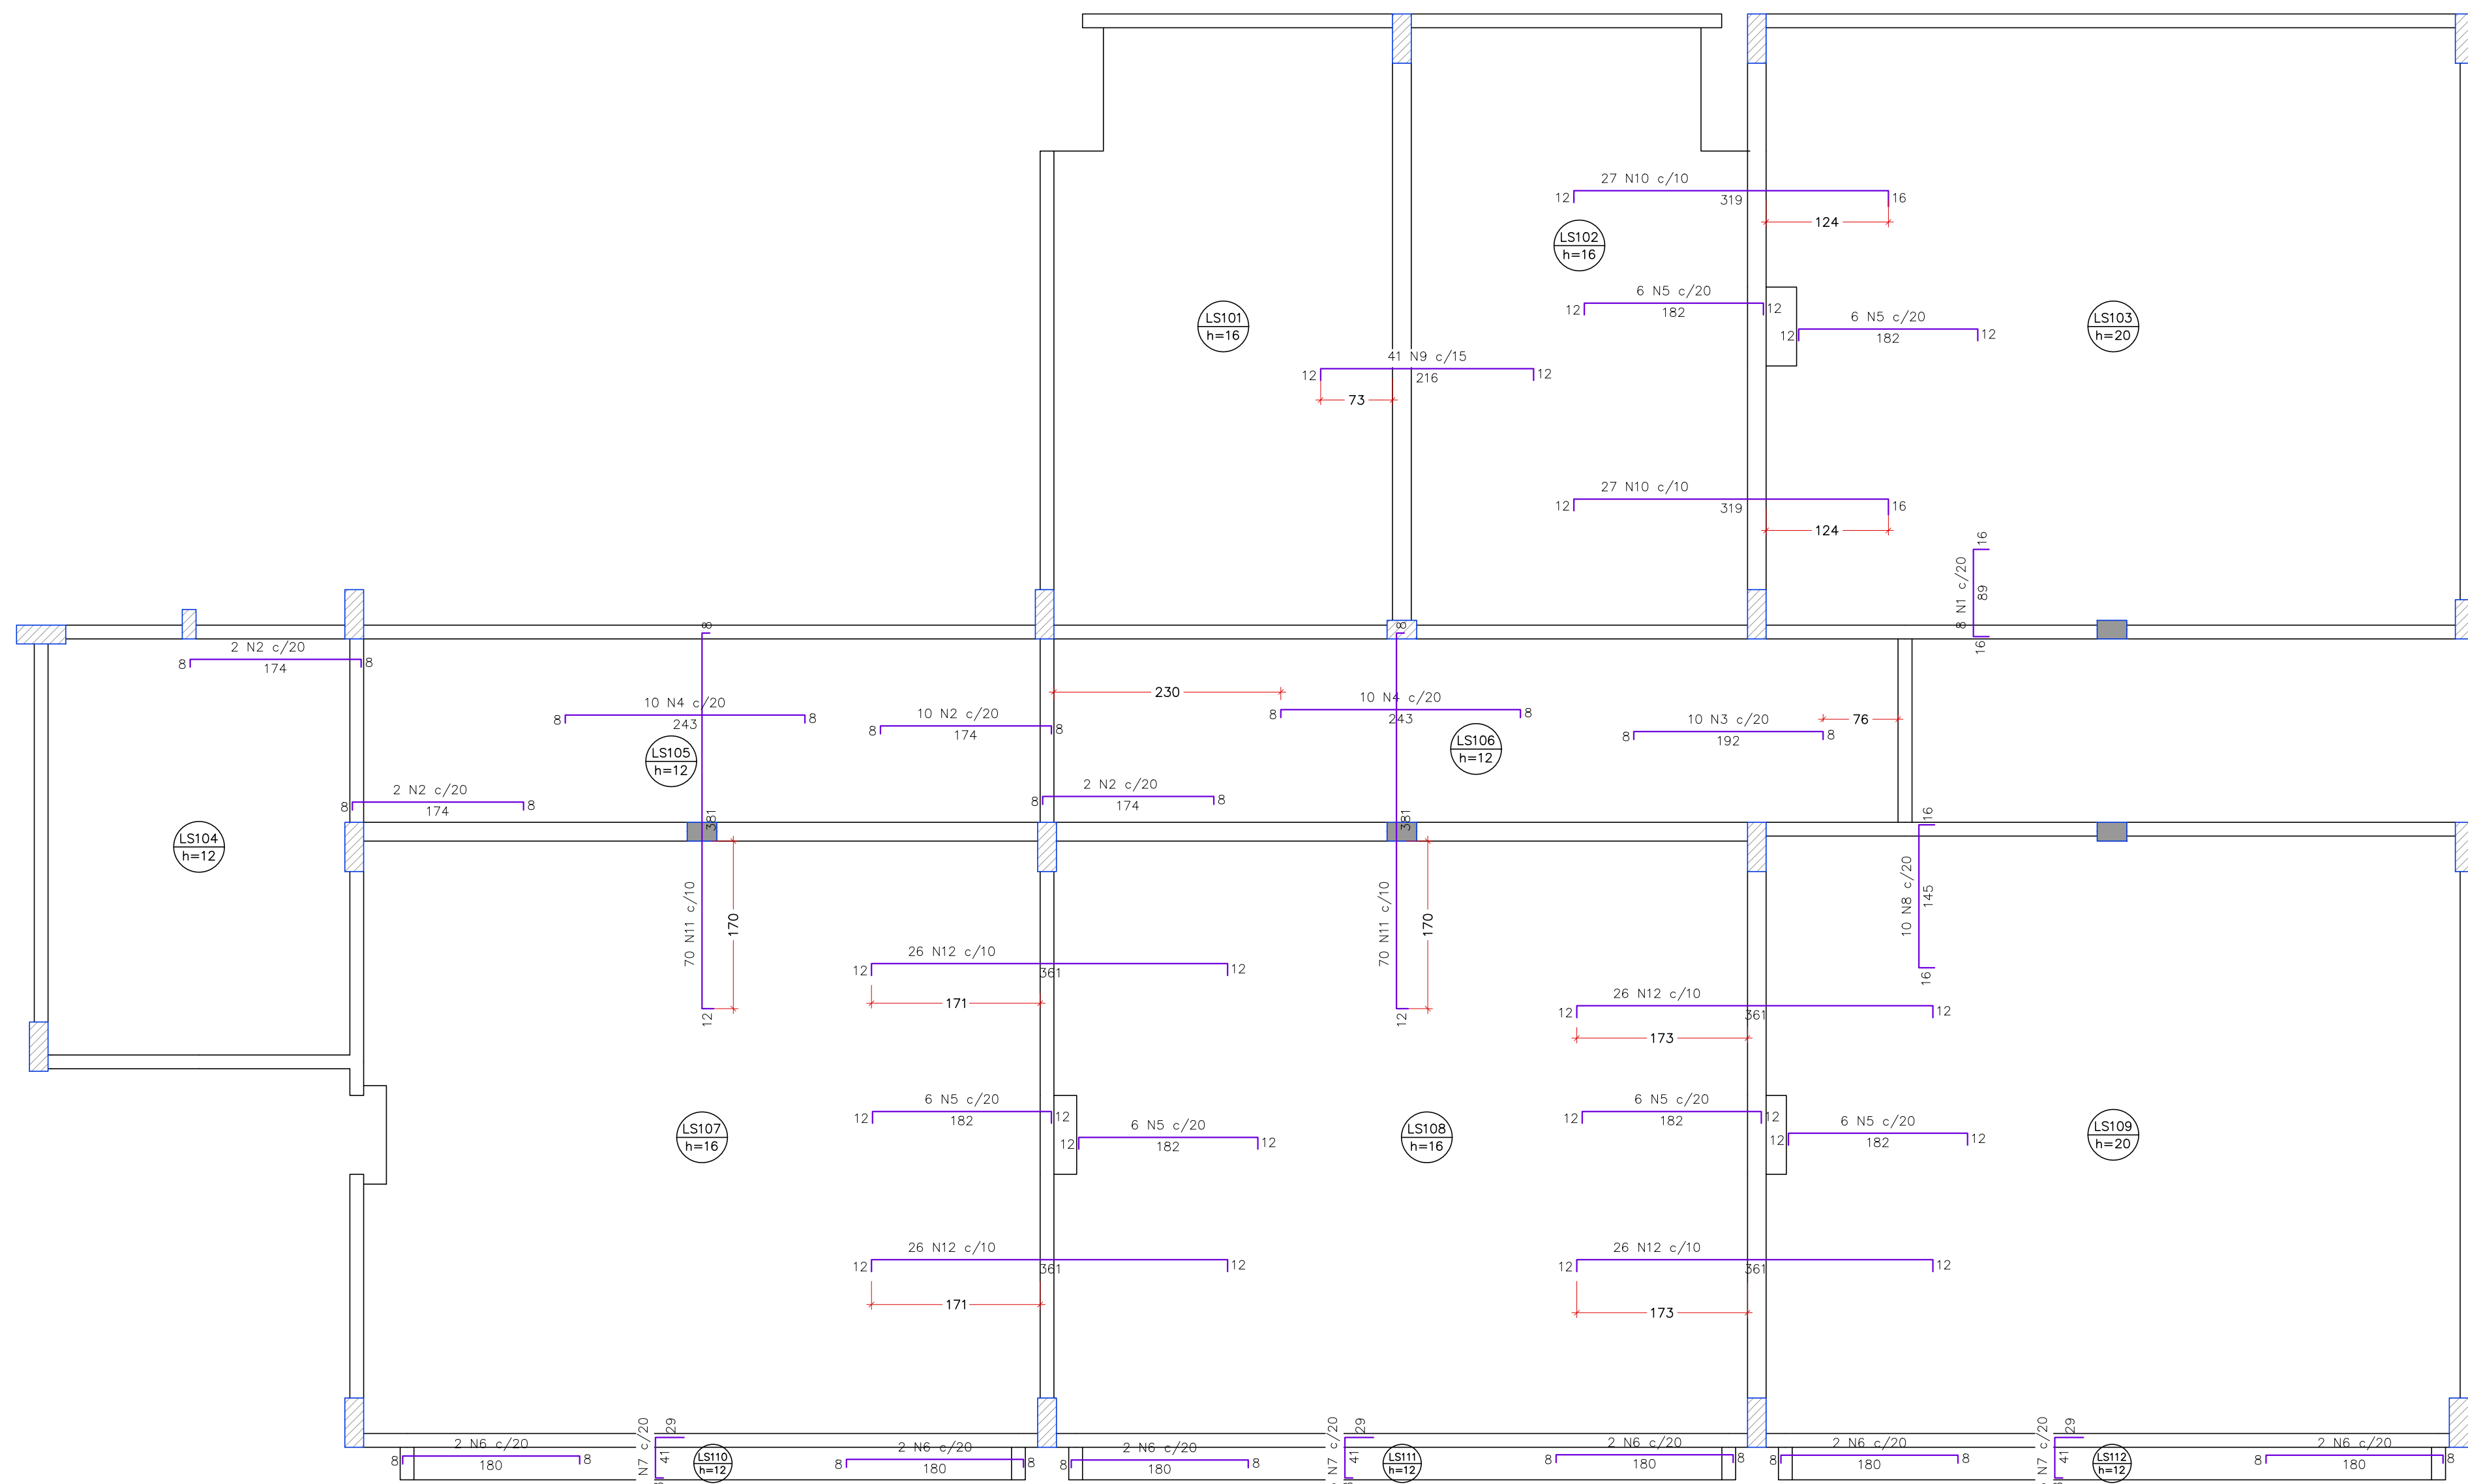 27 N10 c/10
12 319 16
124
LS102
h=16
6 N5 c/20
12 182 12
LS101
h=16
6 N5 c/20
12 182 12
LS103
h=20
41 N9 c/15
12 216 12
73
27 N10 c/10
12 319 16
124
8 N1 c/20
89
16
16
2 N2 c/20
8 174 8
8
8
10 N4 c/20
8 243 8
10 N2 c/20
8 174 8
230
10 N4 c/20
8 243 8
10 N3 c/20
8 192 8
76
LS105
h=12
LS106
h=12
2 N2 c/20
8 174 8
2 N2 c/20
8 174 8
LS104
h=12
381
381
70 N11 c/10
170
12
70 N11 c/10
170
12
16
10 N8 c/20
145
16
26 N12 c/10
12 361 12
171
26 N12 c/10
12 361 12
173
6 N5 c/20
12 182 12
6 N5 c/20
12 182 12
6 N5 c/20
12 182 12
6 N5 c/20
12 182 12
LS107
h=16
LS108
h=16
LS109
h=20
26 N12 c/10
12 361 12
171
26 N12 c/10
12 361 12
173
2 N6 c/20
8 180 8
N7 c/20
29
41
LS110
h=12
2 N6 c/20
8 180 8
2 N6 c/20
8 180 8
N7 c/20
29
41
LS111
h=12
2 N6 c/20
8 180 8
2 N6 c/20
8 180 8
N7 c/20
29
41
LS112
h=12
2 N6 c/20
8 180 8